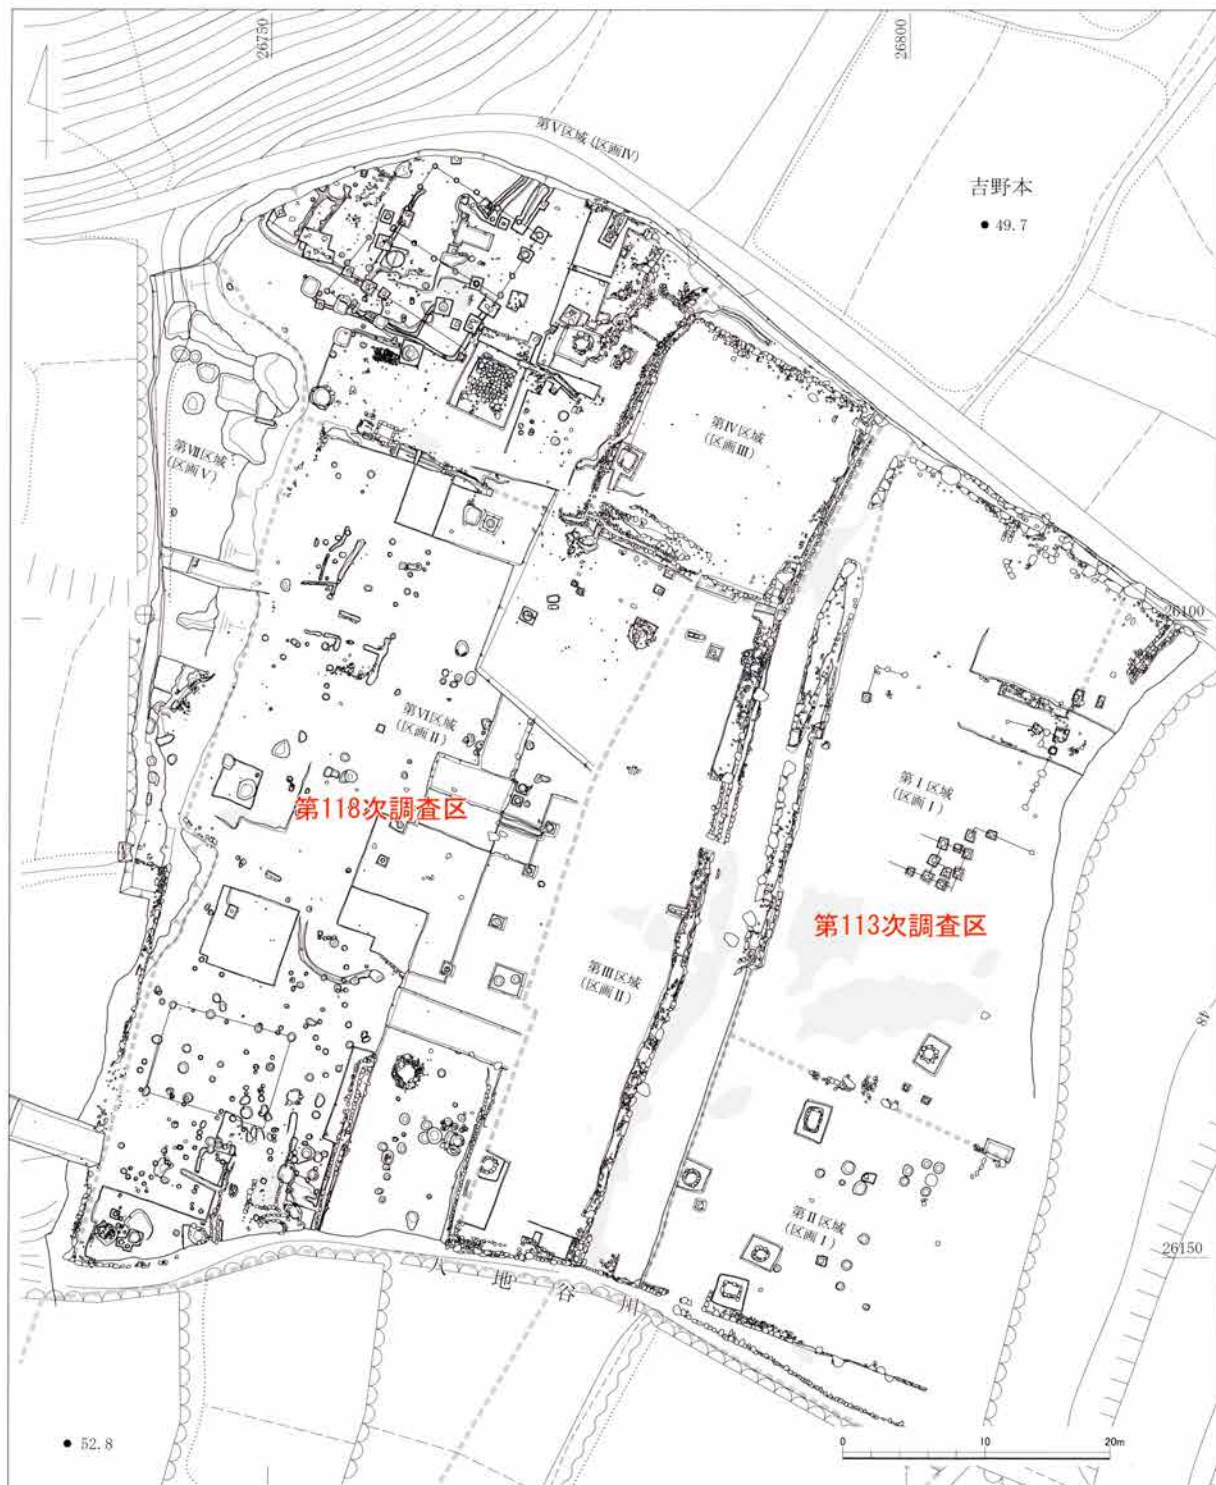 26750
26800
第Ⅴ区域 (区画Ⅳ)
吉野本
● 49.7
第Ⅳ区域
(区画Ⅲ)
第Ⅶ区域
(区画Ⅴ)
26100
第Ⅵ区域
(区画Ⅱ)
第Ⅰ区域
(区画Ⅰ)
第118次調査区
第113次調査区
第Ⅲ区域
(区画Ⅱ)
48
第Ⅱ区域
(区画Ⅰ)
26150
八地谷川
● 52.8
0 10 20m